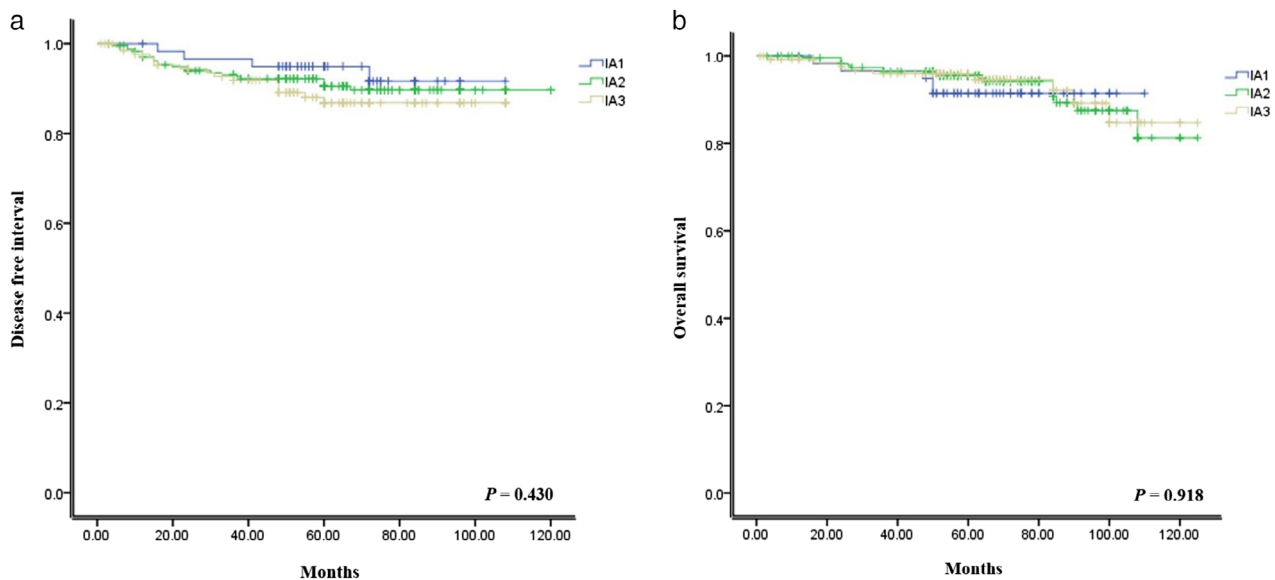 a
Disease free interval
1.0
0.8
0.6
0.4
0.2
0.0
IA1
IA2
IA3
P = 0.430
0.00 20.00 40.00 60.00 80.00 100.00 120.00
Months
b
Overall survival
1.0
0.8
0.6
0.4
0.2
0.0
IA1
IA2
IA3
P = 0.918
0.00 20.00 40.00 60.00 80.00 100.00 120.00
Months